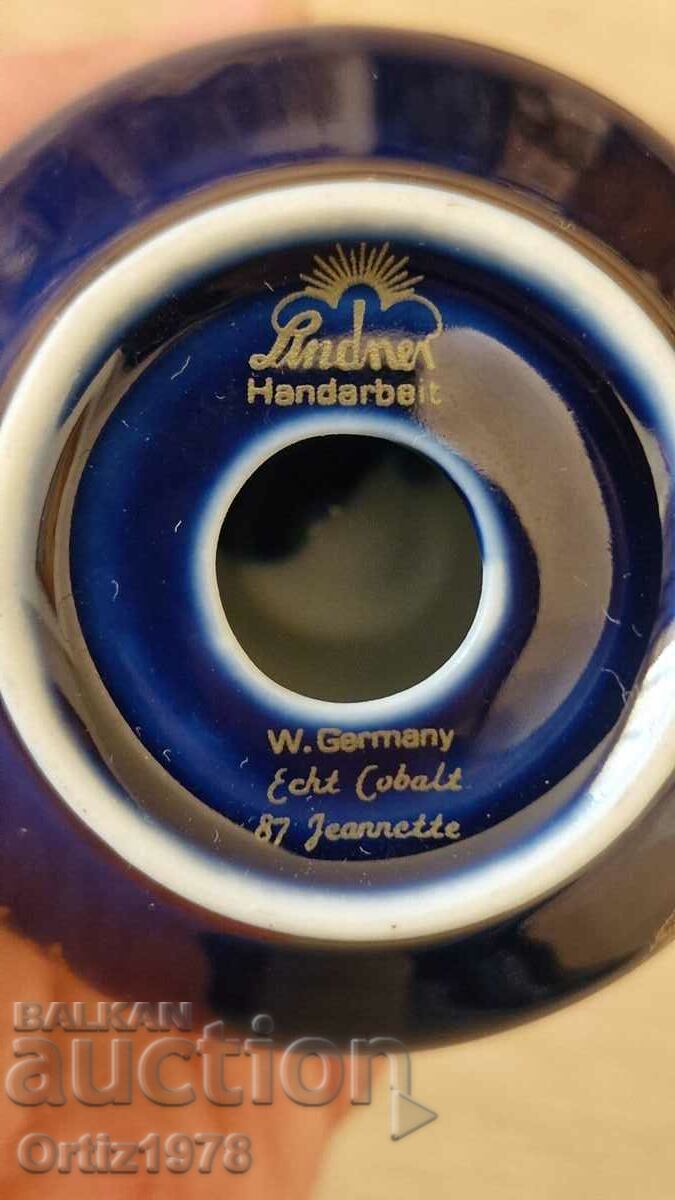 Lindner
Handarbeit
W. Germany
Echt Cobalt
87 Jeannette
BALKAN
auction
Ortiz1978